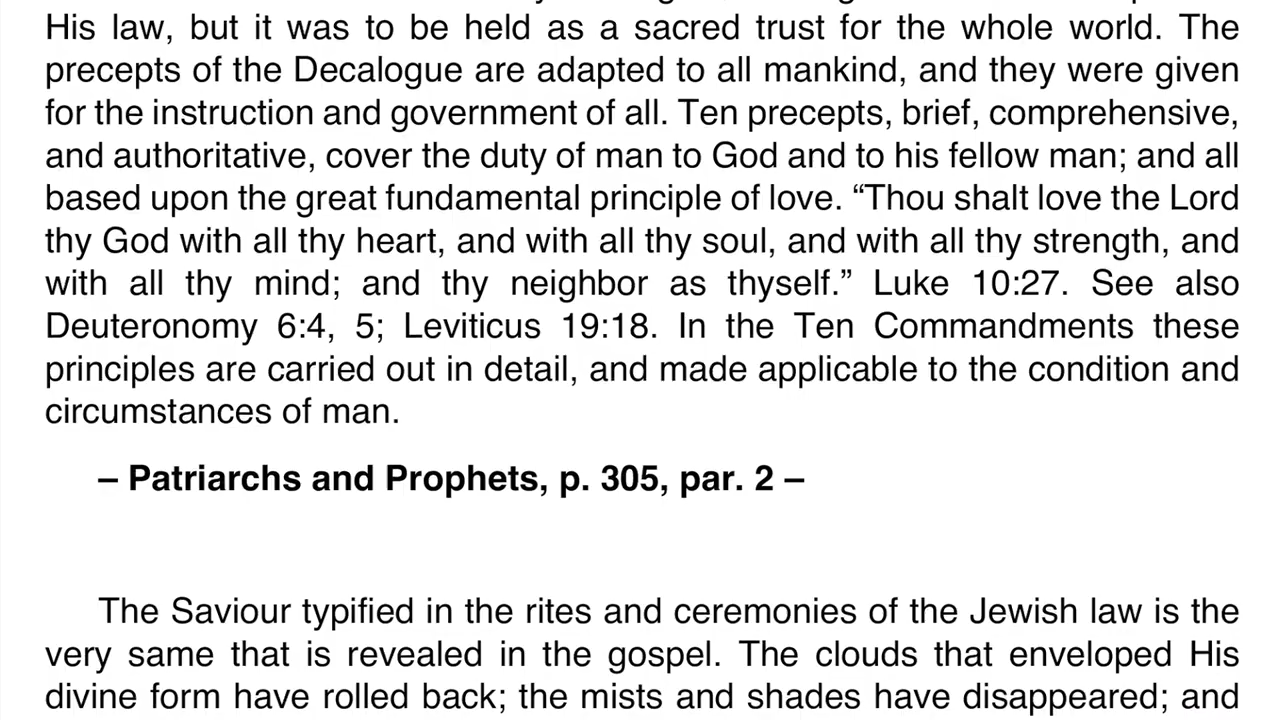 His law, but it was to be held as a sacred trust for the whole world. The
precepts of the Decalogue are adapted to all mankind, and they were given
for the instruction and government of all. Ten precepts, brief, comprehensive,
and authoritative, cover the duty of man to God and to his fellow man; and all
based upon the great fundamental principle of love. “Thou shalt love the Lord
thy God with all thy heart, and with all thy soul, and with all thy strength, and
with all thy mind; and thy neighbor as thyself.” Luke 10:27. See also
Deuteronomy 6:4, 5; Leviticus 19:18. In the Ten Commandments these
principles are carried out in detail, and made applicable to the condition and
circumstances of man.
– Patriarchs and Prophets, p. 305, par. 2 –
The Saviour typified in the rites and ceremonies of the Jewish law is the
very same that is revealed in the gospel. The clouds that enveloped His
divine form have rolled back; the mists and shades have disappeared; and